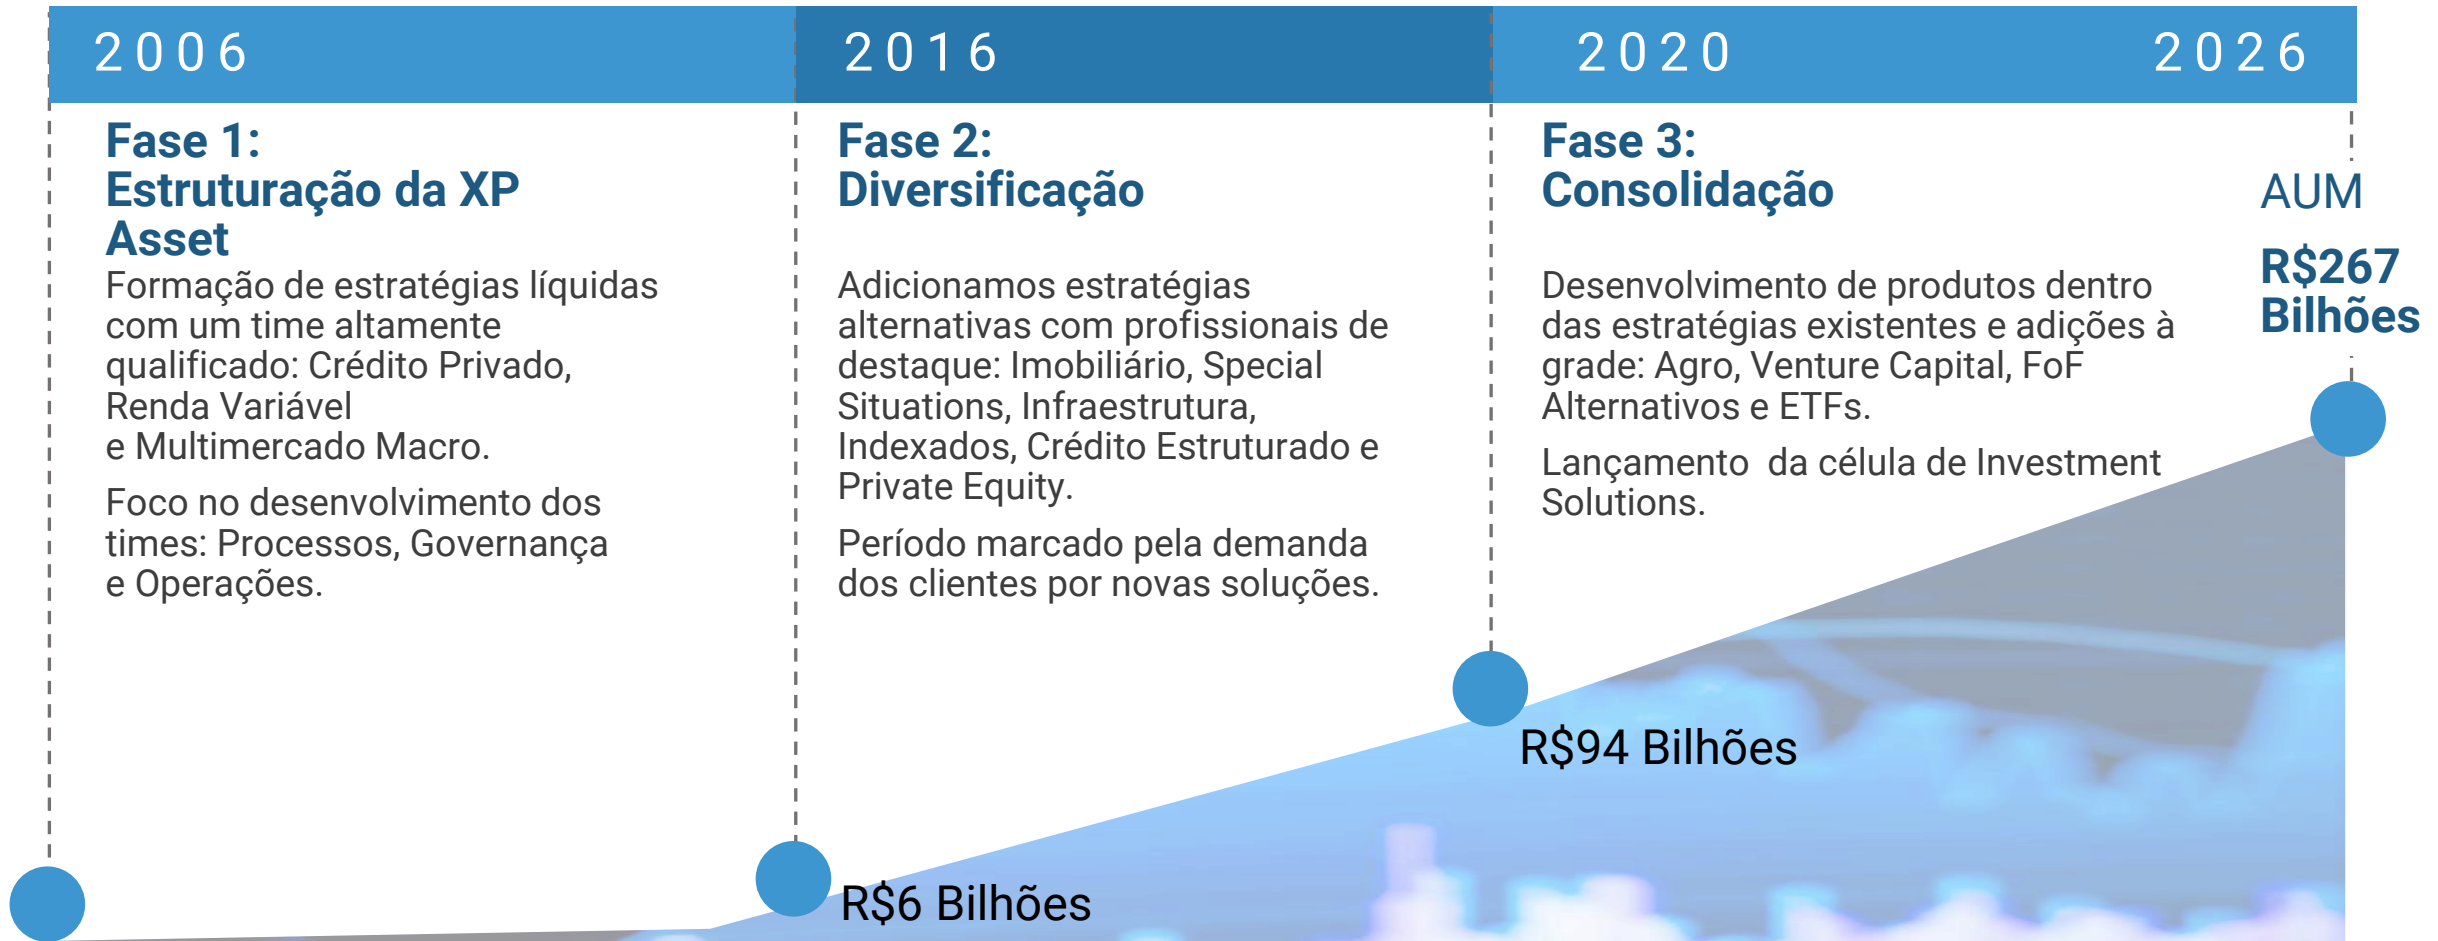 2006
2016
2020
2026
Fase 1:
Estruturação da XP
Asset
Formação de estratégias líquidas
com um time altamente
qualificado: Crédito Privado,
Renda Variável
e Multimercado Macro.
Foco no desenvolvimento dos
times: Processos, Governança
e Operações.
Fase 2:
Diversificação
Adicionamos estratégias
alternativas com profissionais de
destaque: Imobiliário, Special
Situations, Infraestrutura,
Indexados, Crédito Estruturado e
Private Equity.
Período marcado pela demanda
dos clientes por novas soluções.
Fase 3:
Consolidação
Desenvolvimento de produtos dentro
das estratégias existentes e adições à
grade: Agro, Venture Capital, FoF
Alternativos e ETFs.
Lançamento  da célula de Investment
Solutions.
AUM
R$267
Bilhões
R$94 Bilhões
R$6 Bilhões